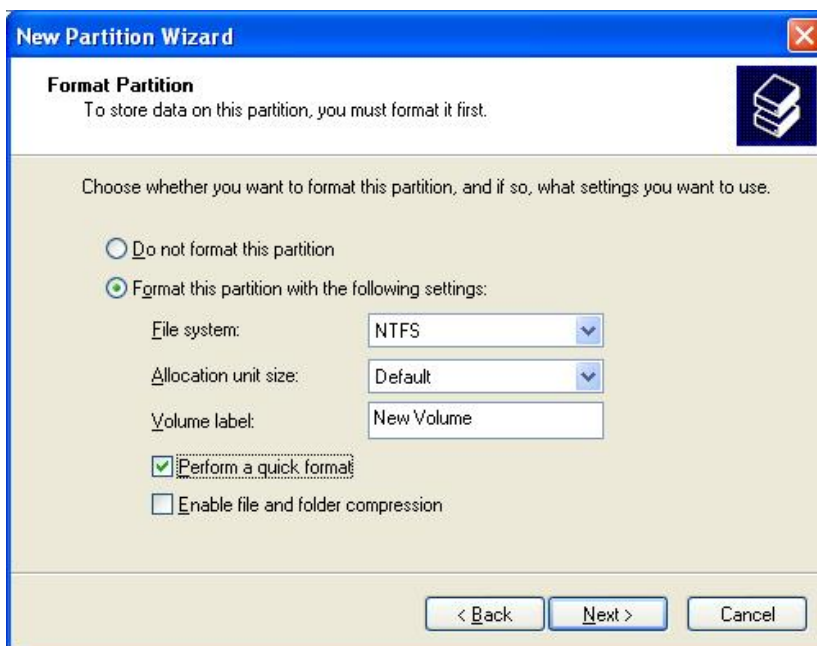 New Partition Wizard
Format Partition
To store data on this partition, you must format it first.
Choose whether you want to format this partition, and if so, what settings you want to use.
Do not format this partition
Format this partition with the following settings:
File system: NTFS
Allocation unit size: Default
Volume label: New Volume
Perform a quick format
Enable file and folder compression
< Back Next > Cancel